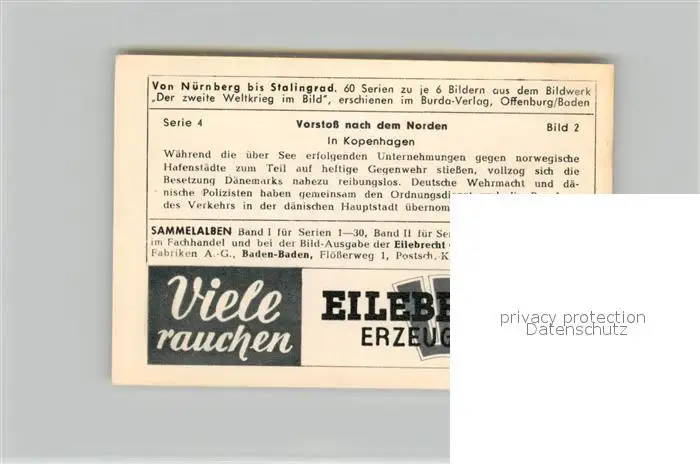 Von Nürnberg bis Stalingrad. 60 Serien zu je 6 Bildern aus dem Bildwerk
„Der zweite Weltkrieg im Bild", erschienen im Burda-Verlag, Offenburg/Baden
Serie 4 Vorstoß nach dem Norden Bild 2
In Kopenhagen
Während die über See erfolgenden Unternehmungen gegen norwegische
Hafenstädte zum Teil auf heftige Gegenwehr stießen, vollzog sich die
Besetzung Dänemarks nahezu reibungslos. Deutsche Wehrmacht und dä-
nische Polizisten haben gemeinsam den
des Verkehrs in der dänischen Hauptstadt
SAMMELALBEN Band I für Serien 1—30, Band II für
im Fachhandel und bei der Bild-Ausgabe der Eilebrecht
Fabriken A.-G., Baden-Baden, Flößerweg 1, Postsch.
Viele
rauchen
privacy protection
Datenschutz